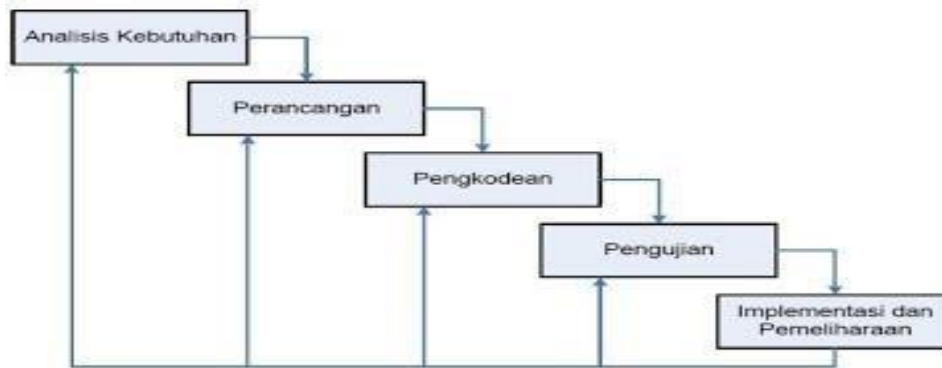 Analisis Kebutuhan
Perancangan
Pengkodean
Pengujian
Implementasi dan
Pemeliharaan